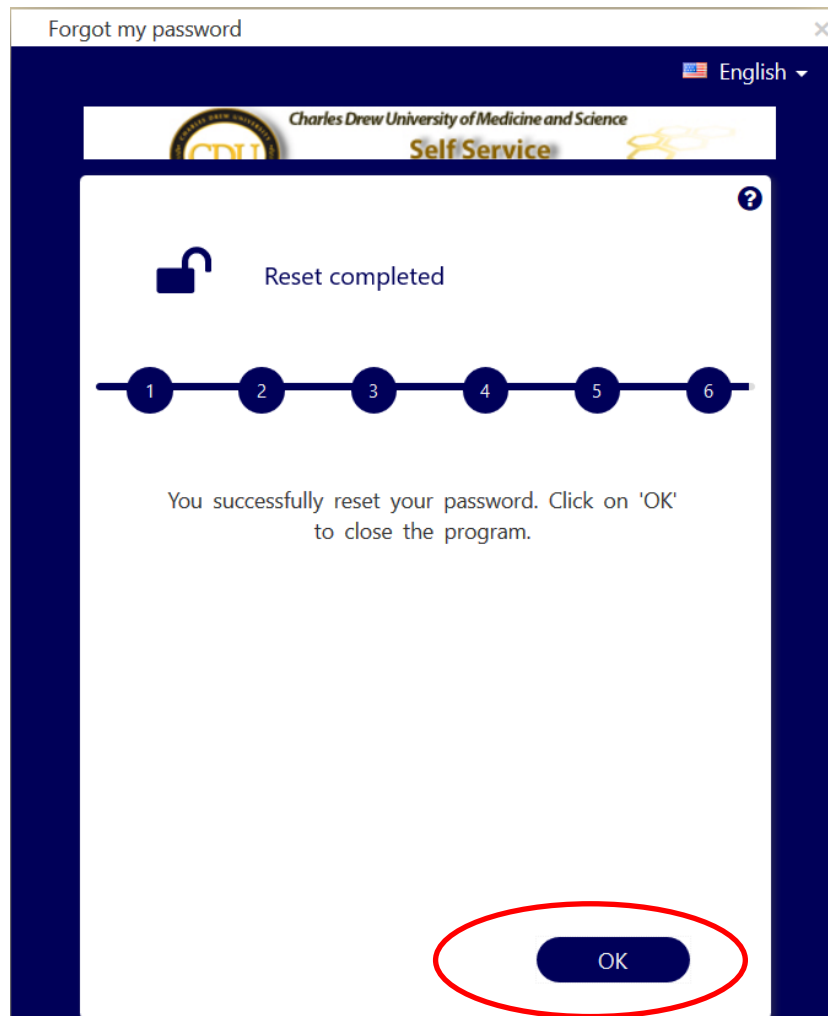 Forgot my password
English
Charles Drew University of Medicine and Science
CDU
Self Service
Reset completed
1 2 3 4 5 6
You successfully reset your password. Click on 'OK'
to close the program.
OK